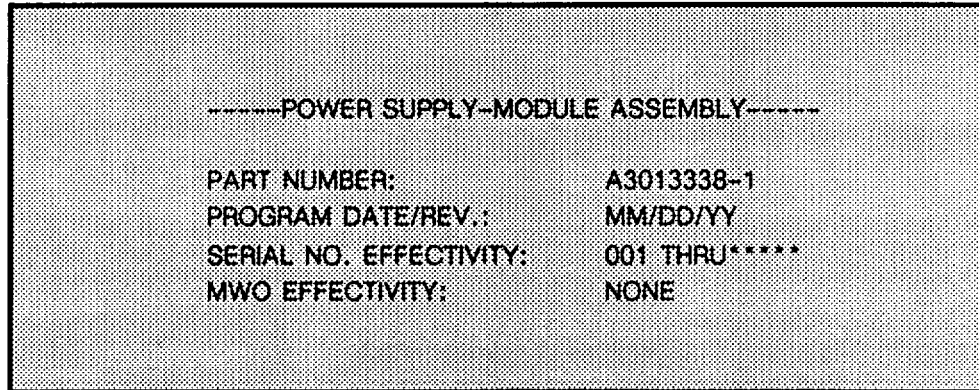 -----POWER SUPPLY-MODULE ASSEMBLY-----
PART NUMBER: A3013338-1
PROGRAM DATE/REV.: MM/DD/YY
SERIAL NO. EFFECTIVITY: 001 THRU*****
MWO EFFECTIVITY: NONE